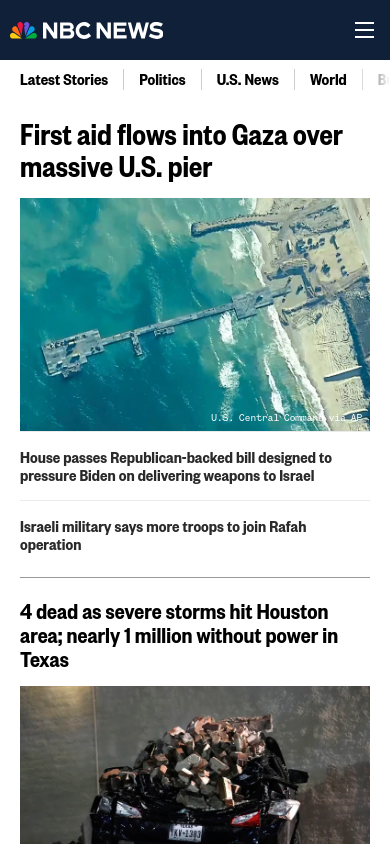 NBC NEWS
Latest Stories
Politics
U.S. News
World
First aid flows into Gaza over
massive U.S. pier
U.S. Central Command via AP
House passes Republican-backed bill designed to
pressure Biden on delivering weapons to Israel
Israeli military says more troops to join Rafah
operation
4 dead as severe storms hit Houston
area; nearly 1 million without power in
Texas